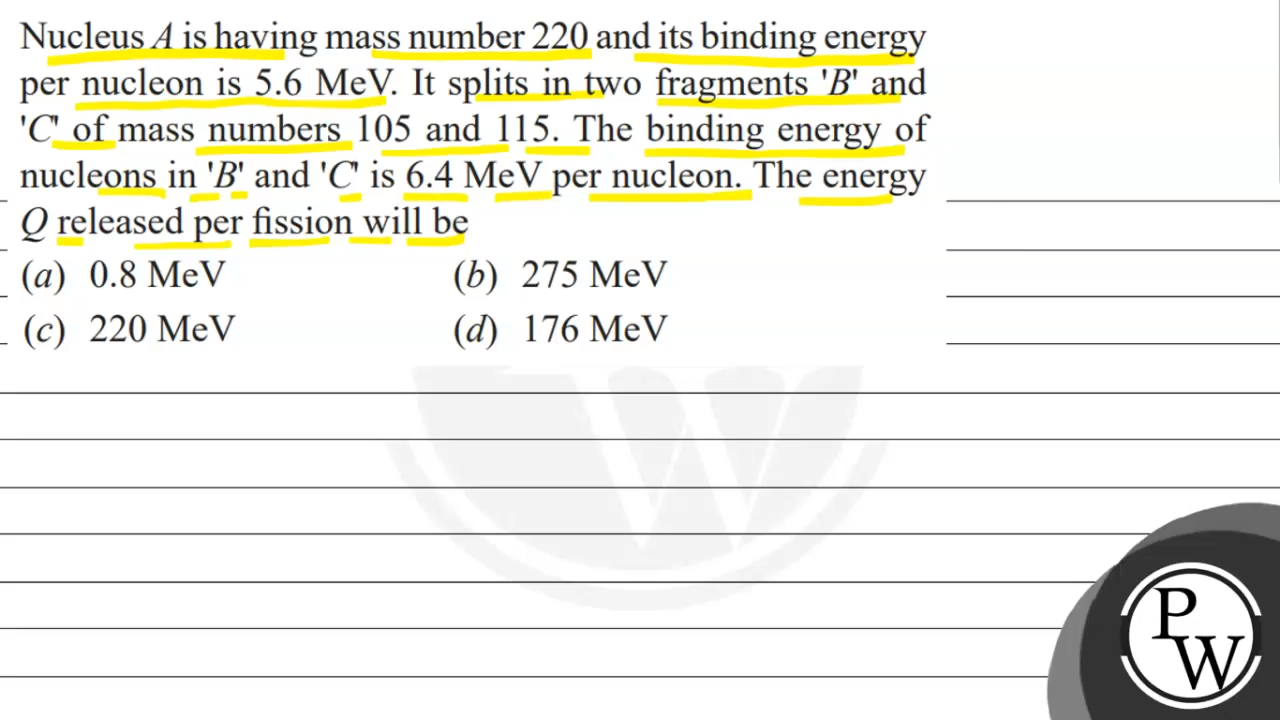 Nucleus A is having mass number 220 and its binding energy
per nucleon is 5.6 MeV. It splits in two fragments 'B' and
'C' of mass numbers 105 and 115. The binding energy of
nucleons in 'B' and 'C' is 6.4 MeV per nucleon. The energy
Q released per fission will be
(a) 0.8 MeV (b) 275 MeV
(c) 220 MeV (d) 176 MeV
P
W